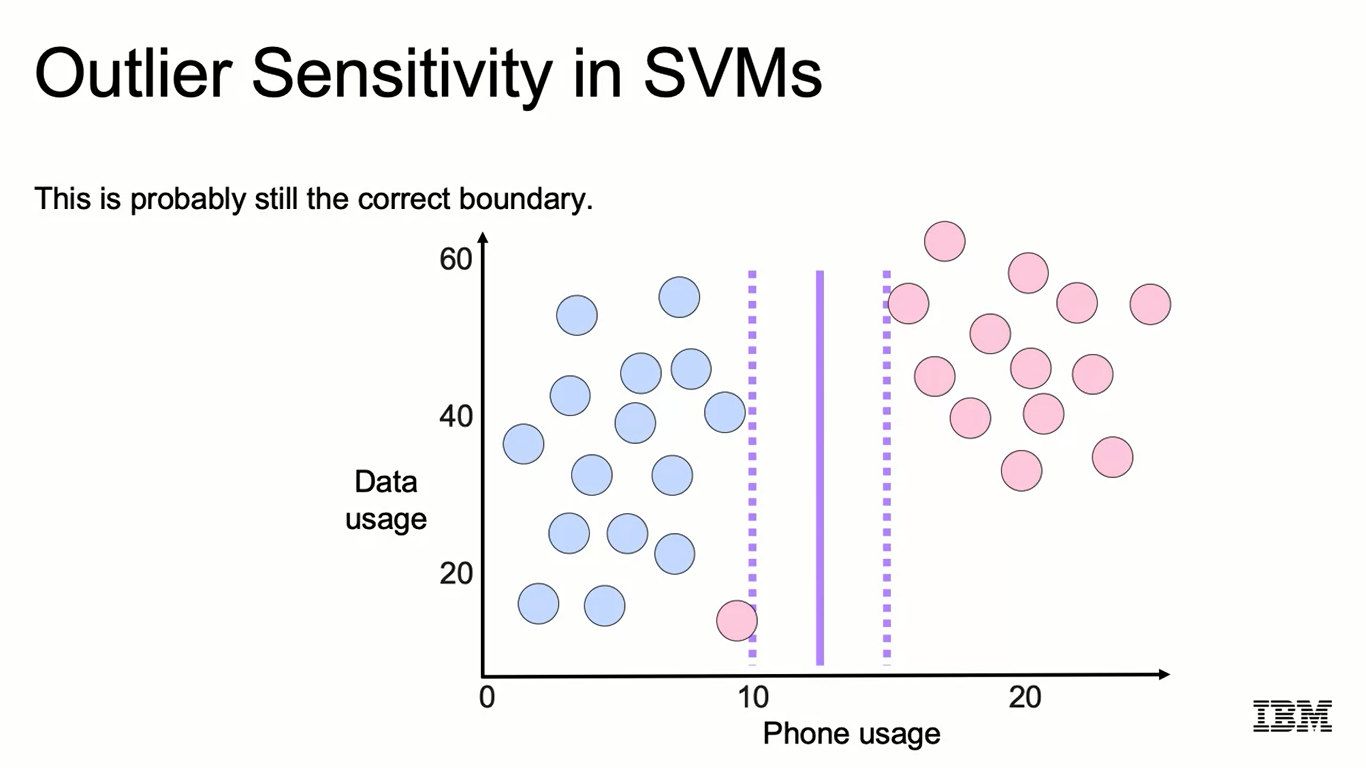 Outlier Sensitivity in SVMs
This is probably still the correct boundary.
60
40
Data
usage
20
0
10
20
Phone usage
IBM